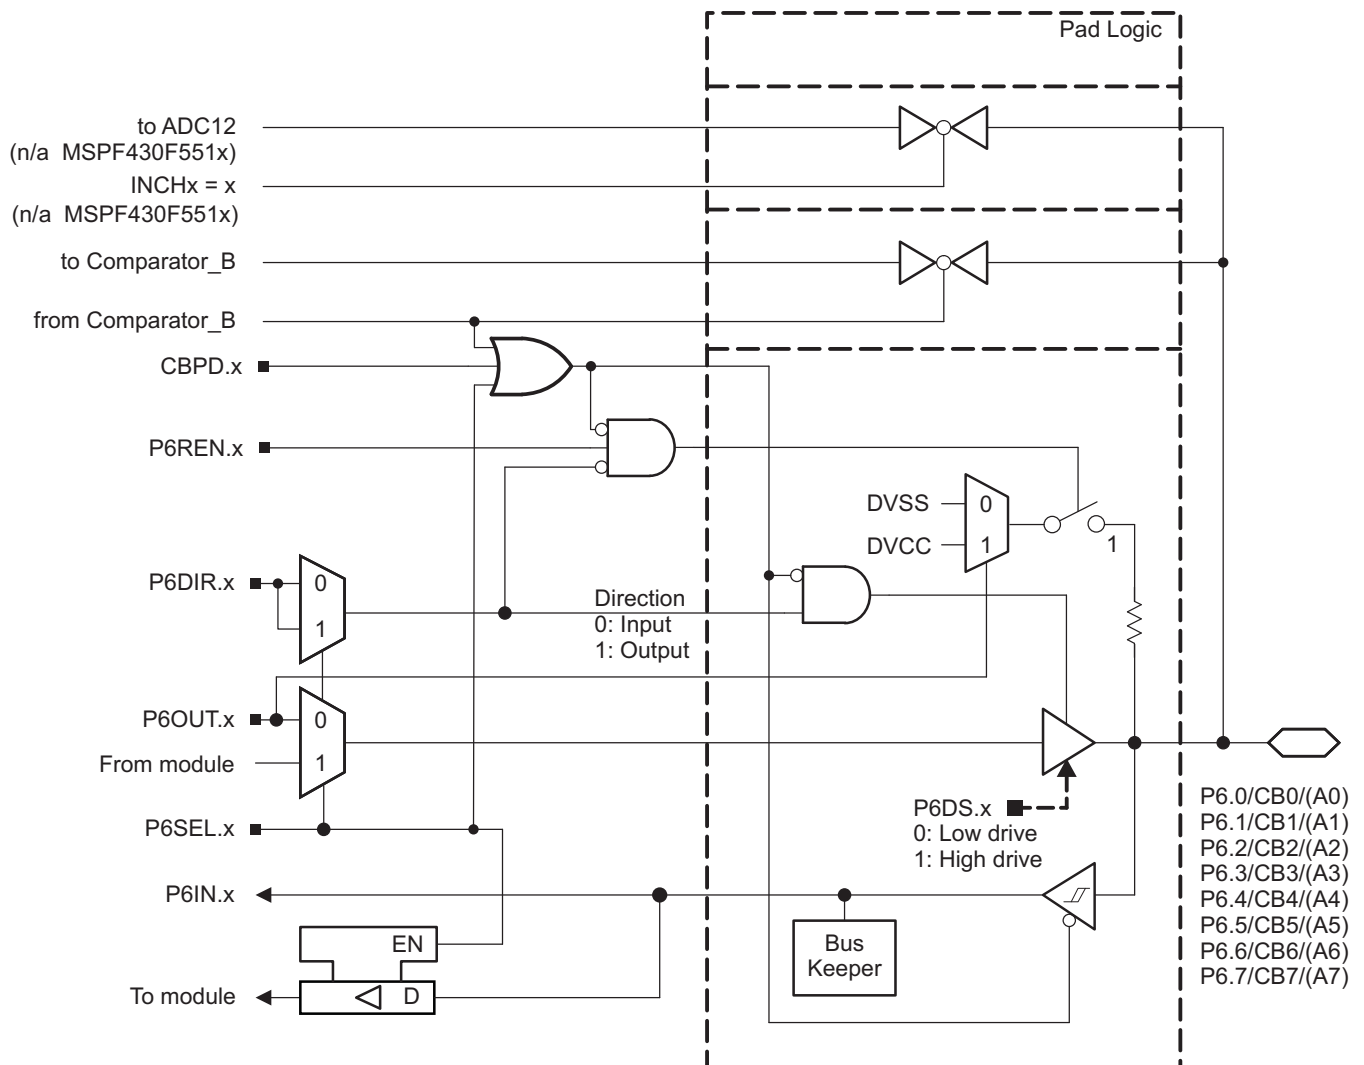 Pad Logic
to ADC12
(n/a MSPF430F551x)
INCHx = x
(n/a MSPF430F551x)
to Comparator_B
from Comparator_B
CBPD.x
P6REN.x
DVSS
0
DVCC
1
1
P6DIR.x
0
1
Direction
0: Input
1: Output
P6OUT.x
0
From module
1
P6SEL.x
P6DS.x
0: Low drive
1: High drive
P6.0/CB0/(A0)
P6.1/CB1/(A1)
P6.2/CB2/(A2)
P6.3/CB3/(A3)
P6.4/CB4/(A4)
P6.5/CB5/(A5)
P6.6/CB6/(A6)
P6.7/CB7/(A7)
P6IN.x
Bus
Keeper
EN
To module
D